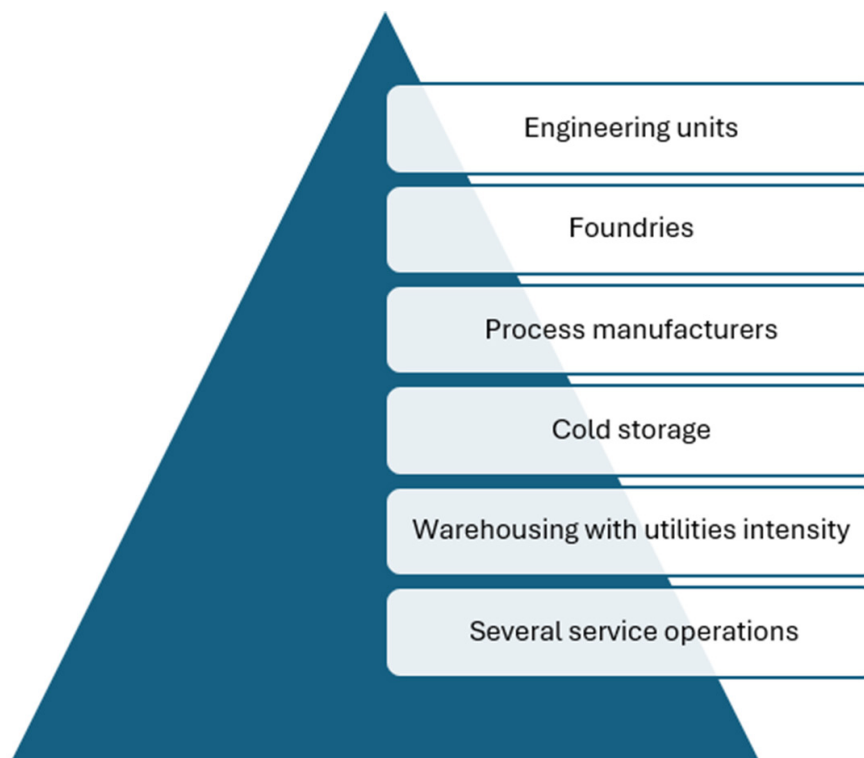 Engineering units
Foundries
Process manufacturers
Cold storage
Warehousing with utilities intensity
Several service operations